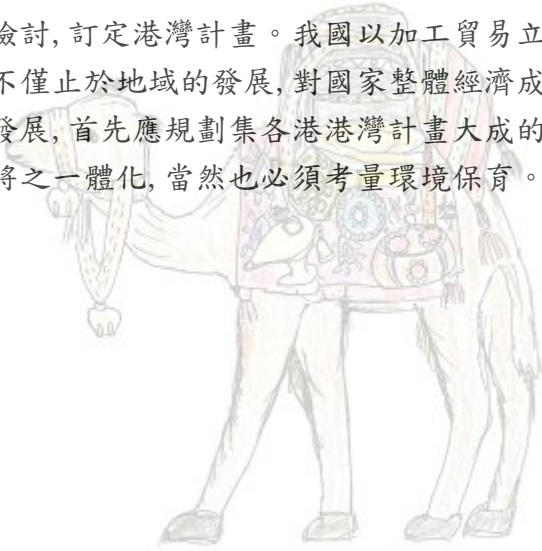 檢討,訂定港灣計畫。我國以加工貿易立
不僅止於地域的發展,對國家整體經濟成
發展,首先應規劃集各港港灣計畫大成的
將之一體化,當然也必須考量環境保育。